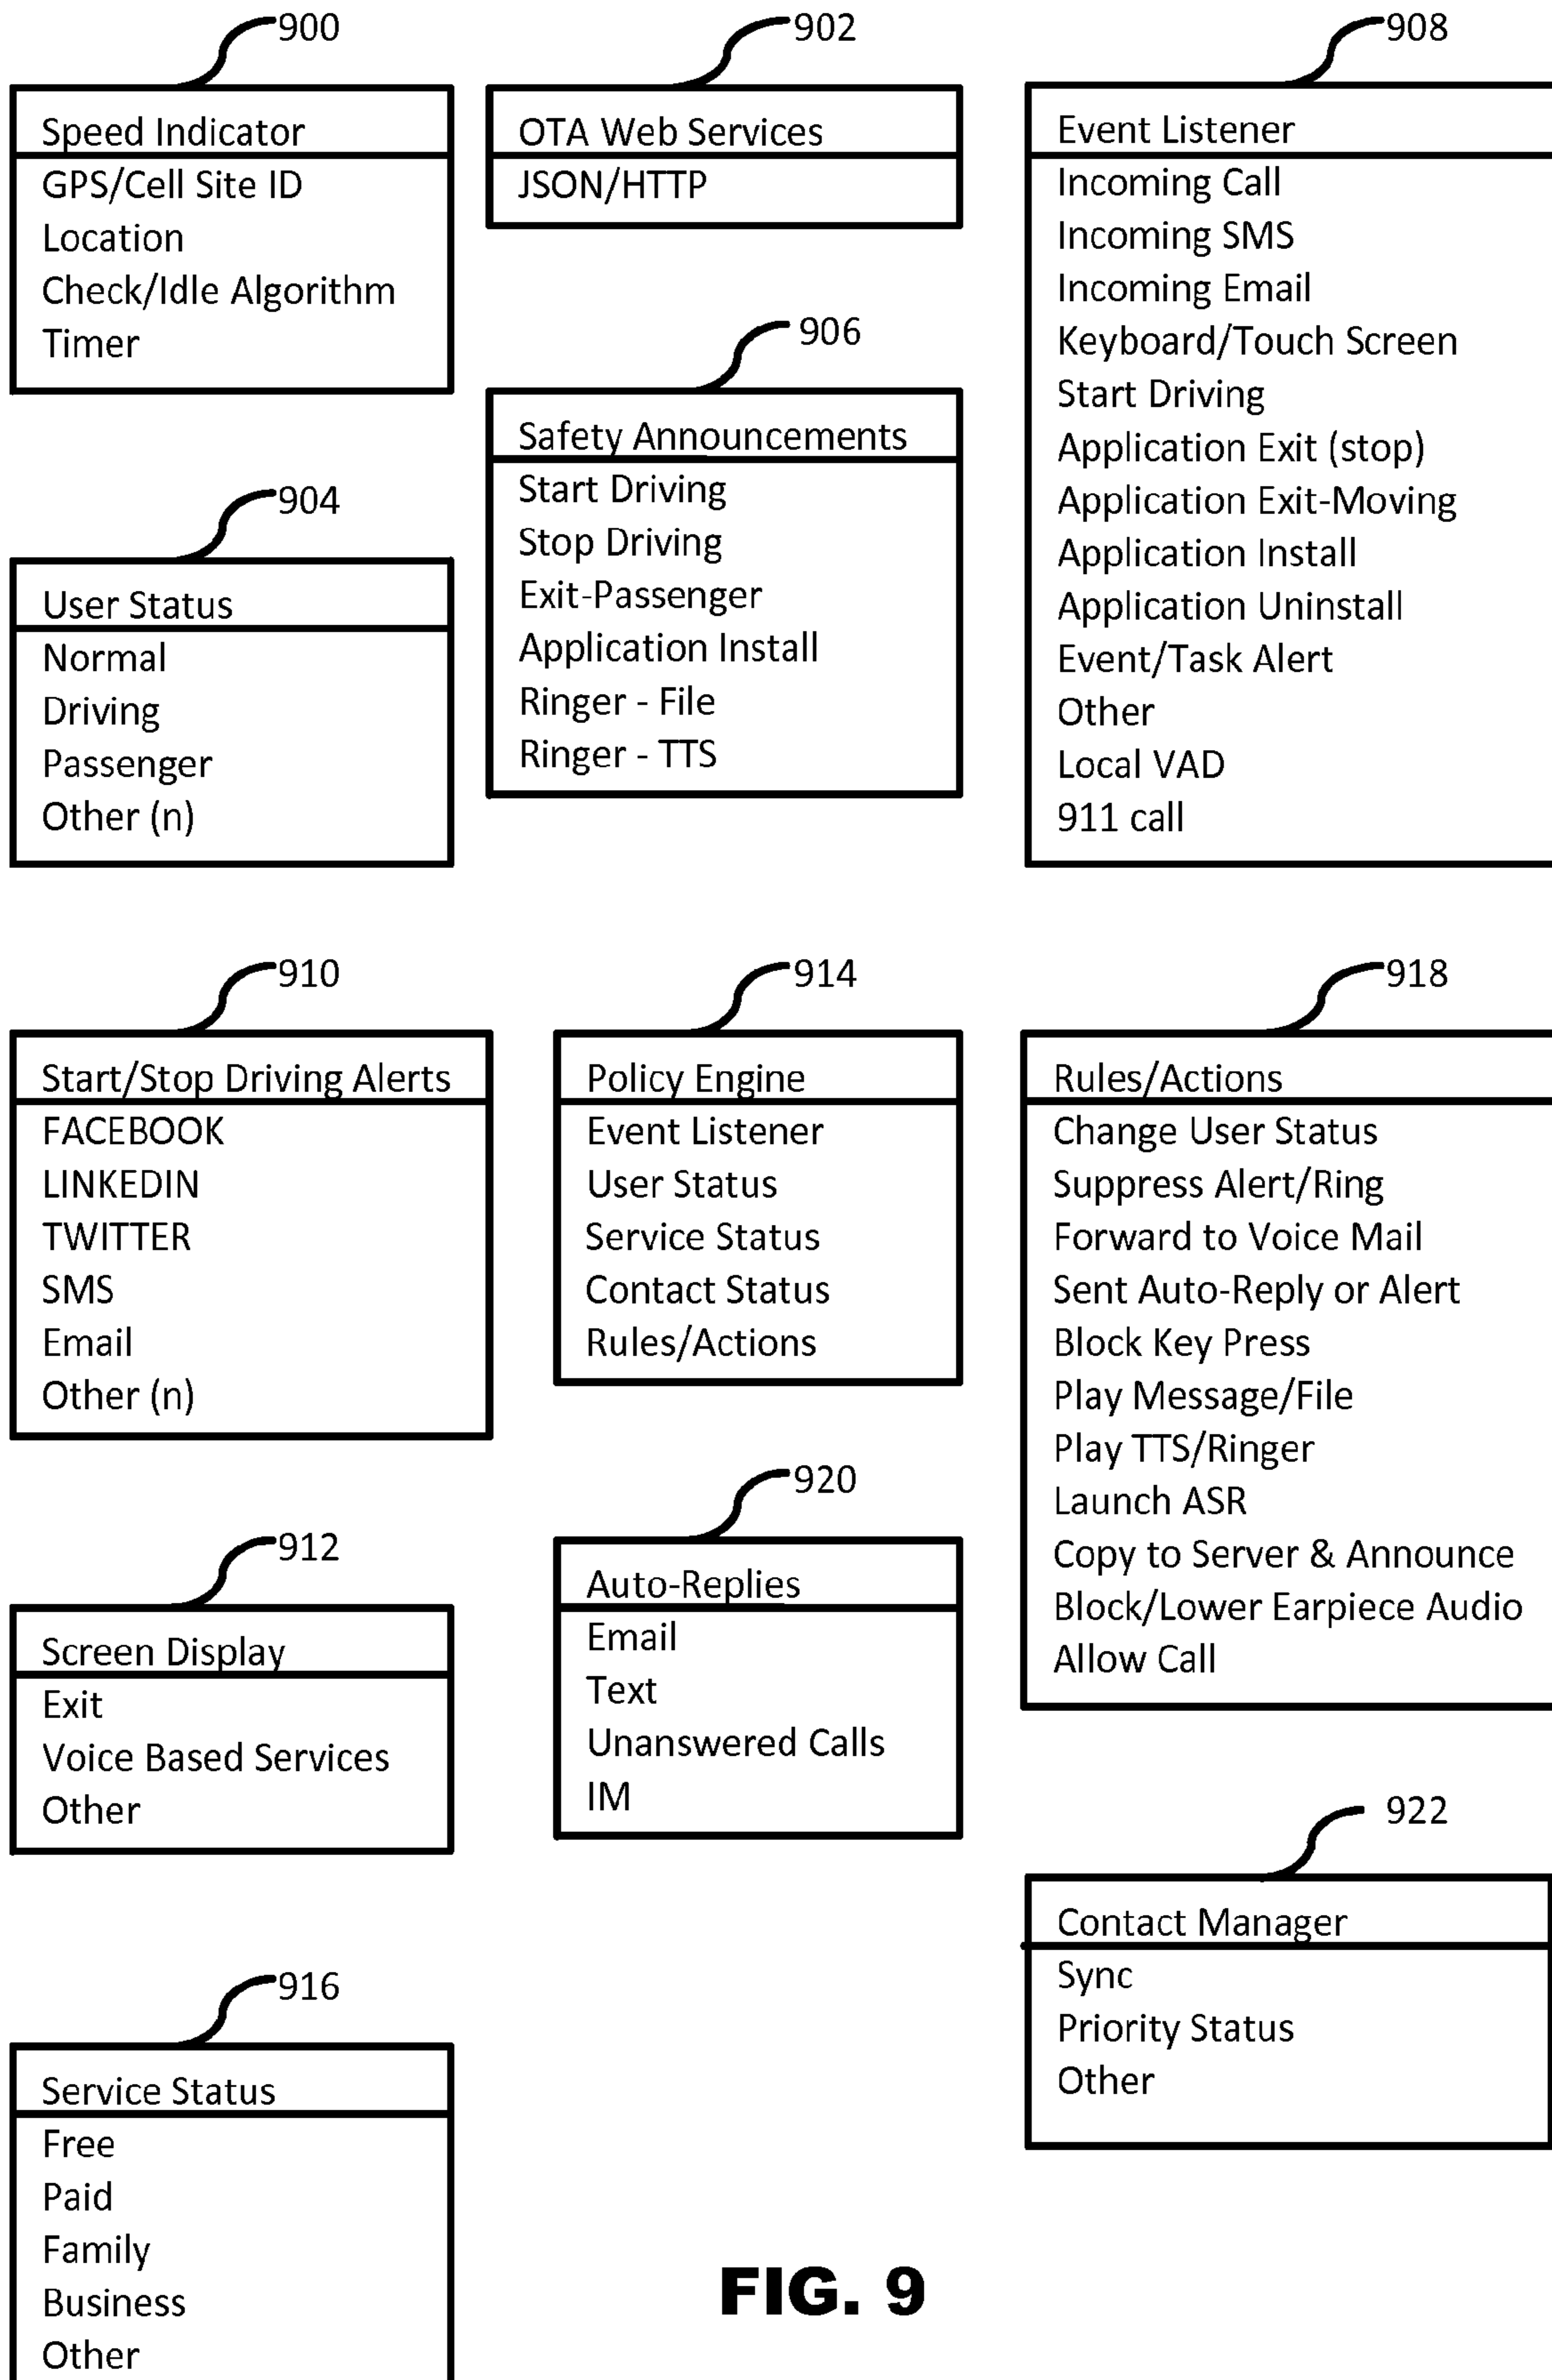 900
Speed Indicator
GPS/Cell Site ID
Location
Check/Idle Algorithm
Timer
902
OTA Web Services
JSON/HTTP
908
Event Listener
Incoming Call
Incoming SMS
Incoming Email
Keyboard/Touch Screen
Start Driving
Application Exit (stop)
Application Exit-Moving
Application Install
Application Uninstall
Event/Task Alert
Other
Local VAD
911 call
904
User Status
Normal
Driving
Passenger
Other (n)
906
Safety Announcements
Start Driving
Stop Driving
Exit-Passenger
Application Install
Ringer - File
Ringer - TTS
910
Start/Stop Driving Alerts
FACEBOOK
LINKEDIN
TWITTER
SMS
Email
Other (n)
914
Policy Engine
Event Listener
User Status
Service Status
Contact Status
Rules/Actions
918
Rules/Actions
Change User Status
Suppress Alert/Ring
Forward to Voice Mail
Sent Auto-Reply or Alert
Block Key Press
Play Message/File
Play TTS/Ringer
Launch ASR
Copy to Server & Announce
Block/Lower Earpiece Audio
Allow Call
912
Screen Display
Exit
Voice Based Services
Other
920
Auto-Replies
Email
Text
Unanswered Calls
IM
922
Contact Manager
Sync
Priority Status
Other
916
Service Status
Free
Paid
Family
Business
Other
FIG. 9